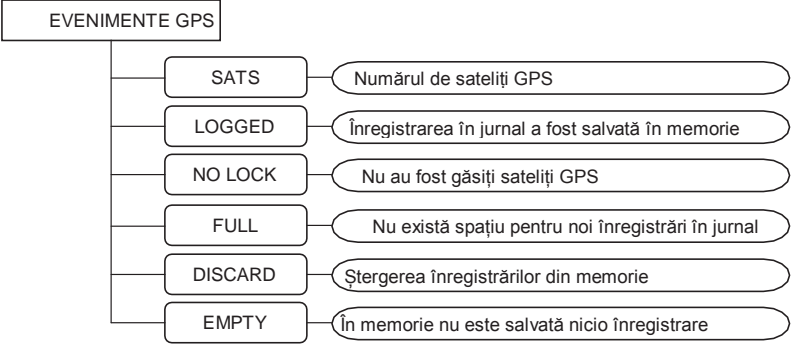 EVENIMENTE GPS
SATS Numărul de sateliți GPS
LOGGED Înregistrarea în jurnal a fost salvată în memorie
NO LOCK Nu au fost găsiți sateliți GPS
FULL Nu există spațiu pentru noi înregistrări în jurnal
DISCARD Ștergerea înregistrărilor din memorie
EMPTY În memorie nu este salvată nicio înregistrare